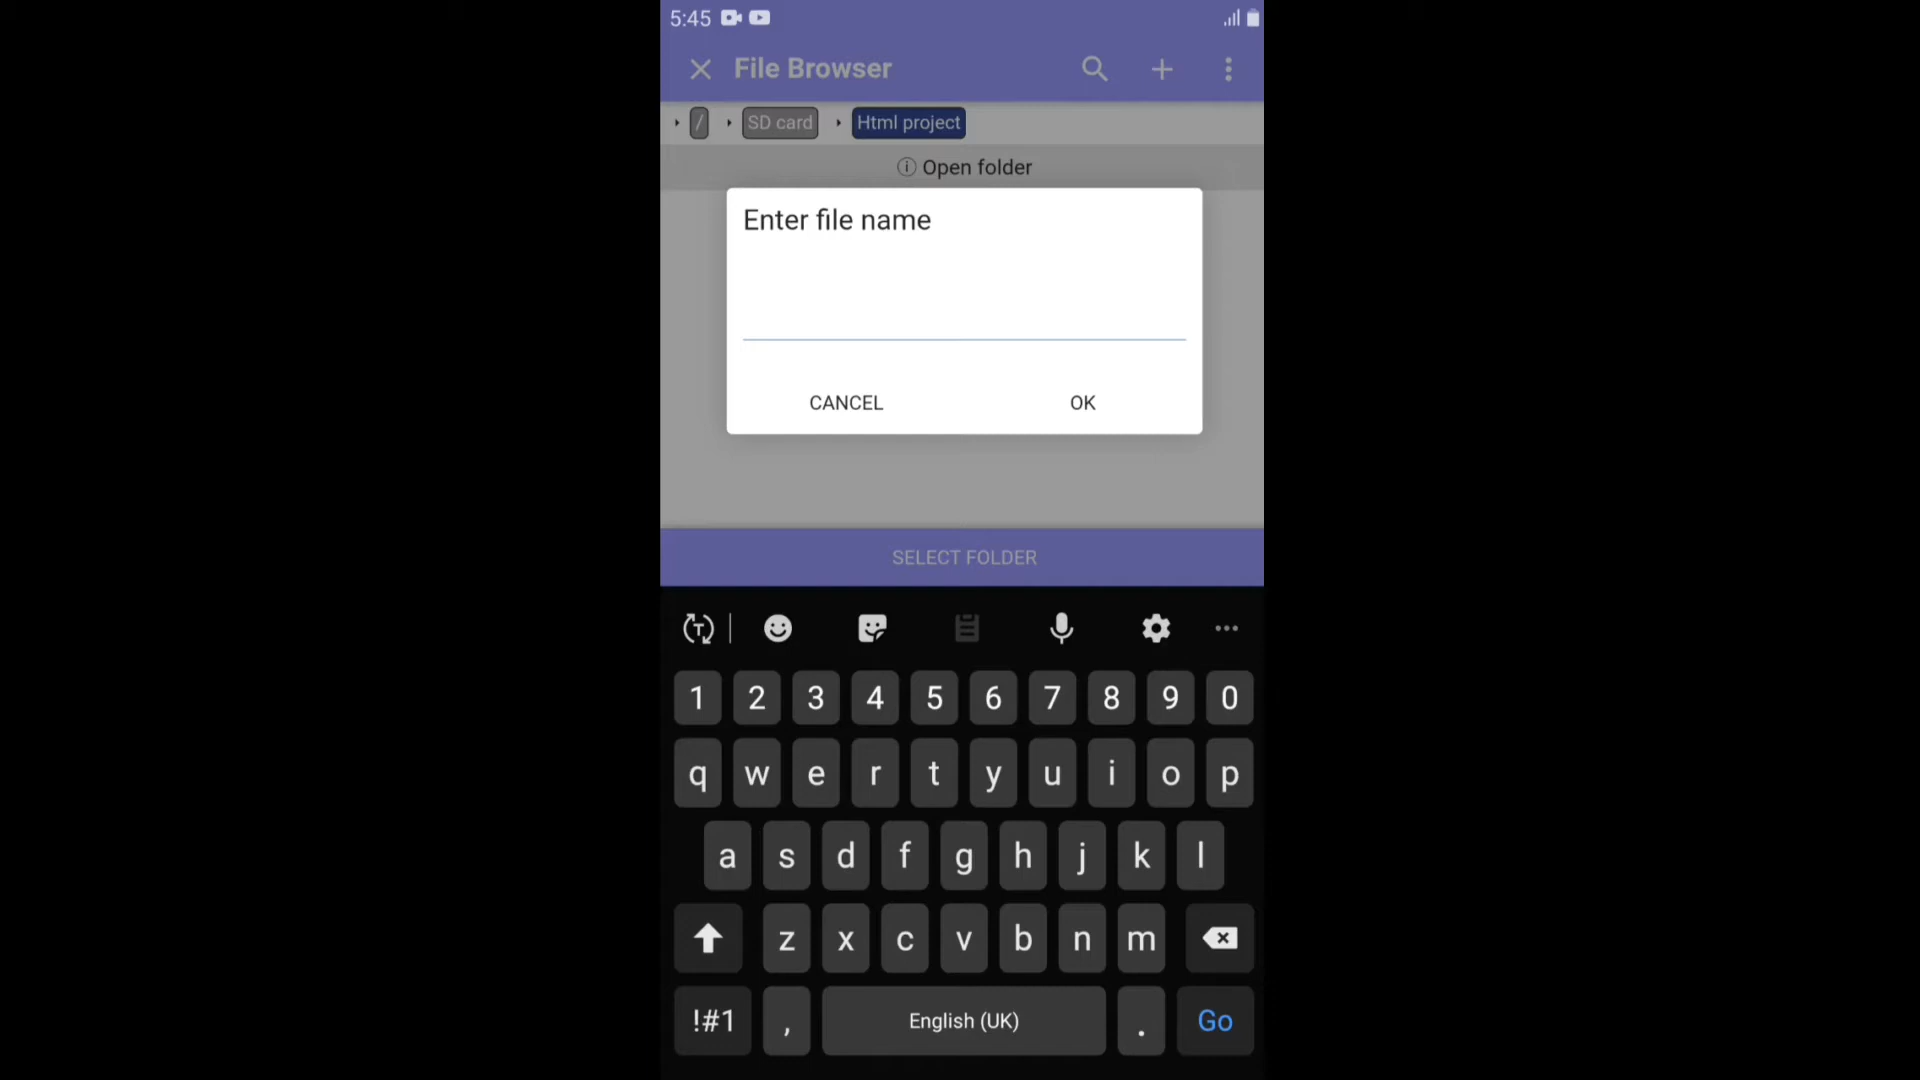 5:45
File Browser
/ SD card Html project
Open folder
Enter file name
CANCEL OK
SELECT FOLDER
1 2 3 4 5 6 7 8 9 0
q w e r t y u i o p
a s d f g h j k l
z x c v b n m
!#1 , English (UK) . Go